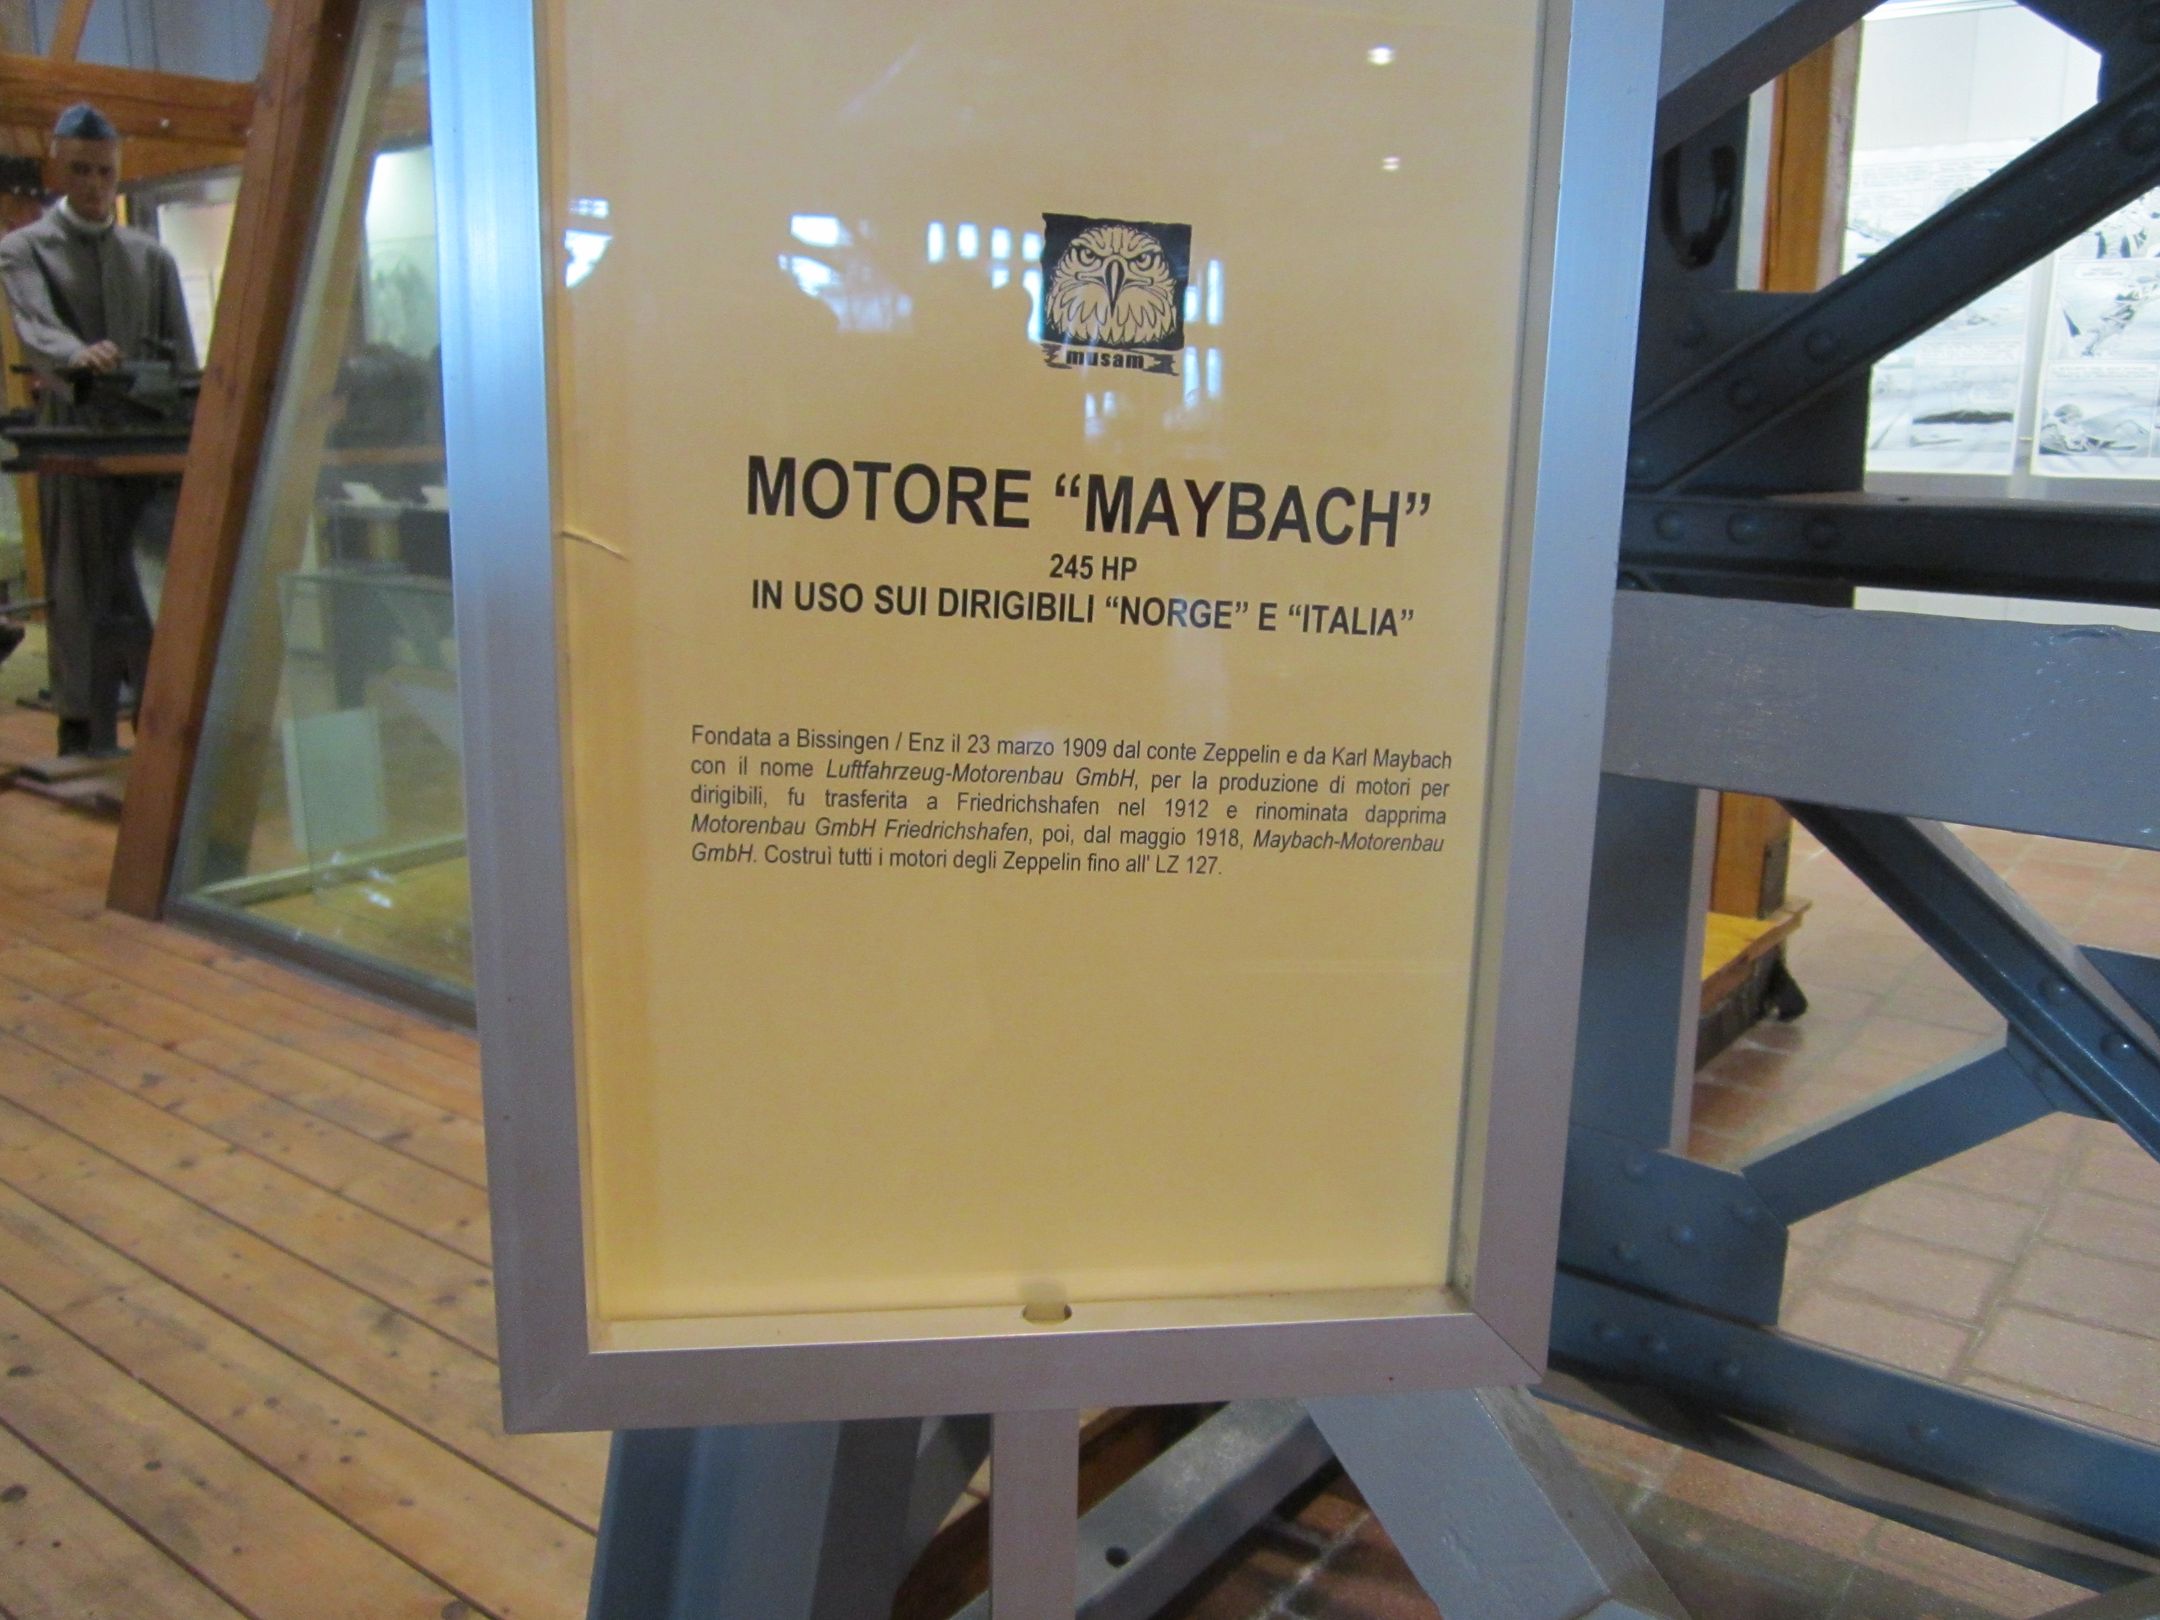 musam
MOTORE “MAYBACH”
245 HP
IN USO SUI DIRIGIBILI “NORGE” E “ITALIA”
Fondata a Bissingen / Enz il 23 marzo 1909 dal conte Zeppelin e da Karl Maybach
con il nome Luftfahrzeug-Motorenbau GmbH, per la produzione di motori per
dirigibili, fu trasferita a Friedrichshafen nel 1912 e rinominata dapprima
Motorenbau GmbH Friedrichshafen, poi, dal maggio 1918, Maybach-Motorenbau
GmbH. Costruì tutti i motori degli Zeppelin fino all' LZ 127.